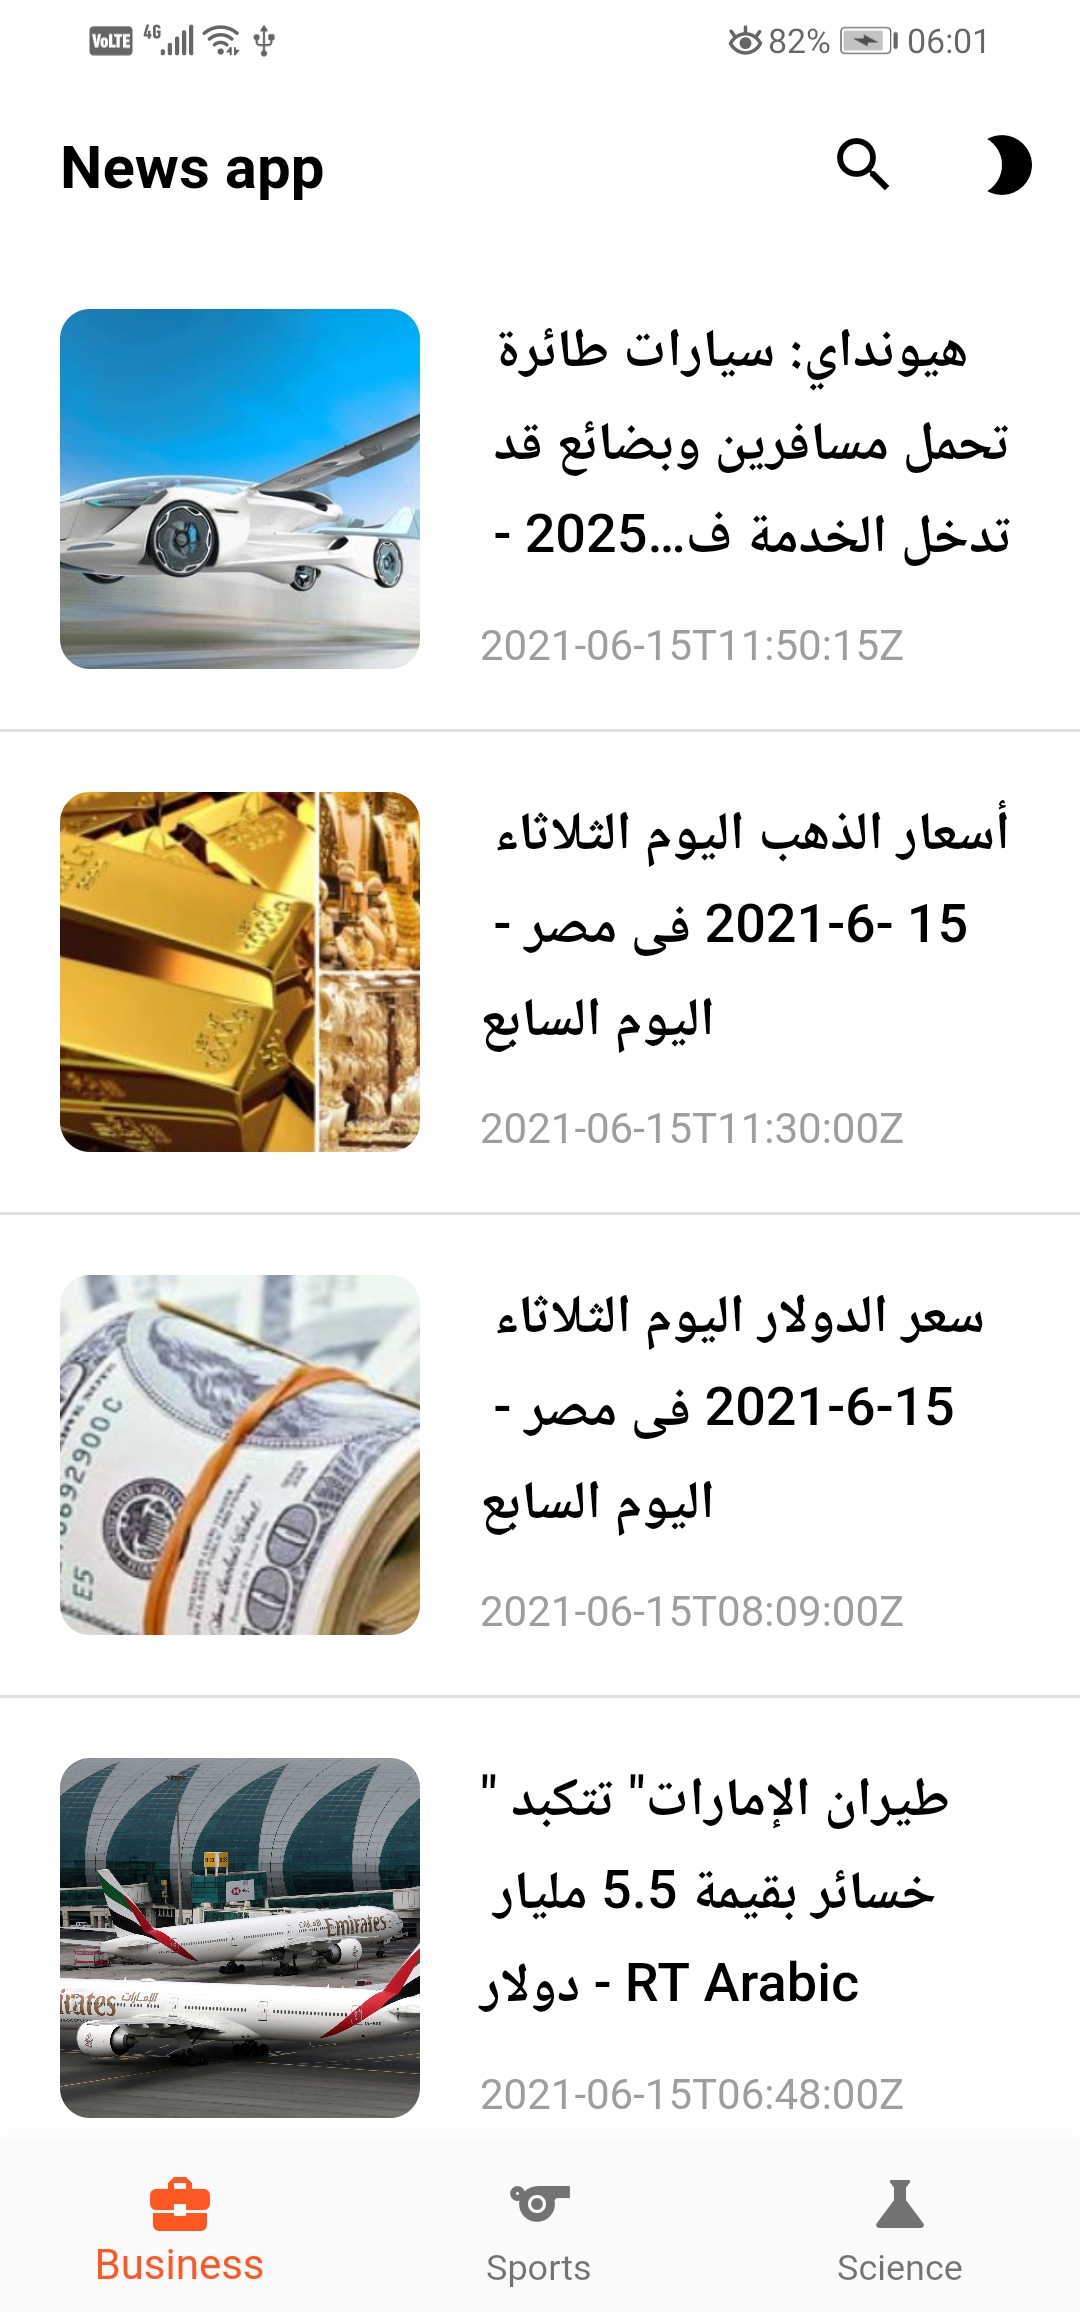 VoLTE 4G 82% 06:01
News app
هيونداي: سيارات طائرة
تحمل مسافرين وبضائع قد
تدخل الخدمة ف...2025 -
2021-06-15T11:50:15Z
أسعار الذهب اليوم الثلاثاء
15 -6-2021 فى مصر -
اليوم السابع
2021-06-15T11:30:00Z
سعر الدولار اليوم الثلاثاء
15-6-2021 فى مصر -
اليوم السابع
2021-06-15T08:09:00Z
" طيران الإمارات" تتكبد
خسائر بقيمة 5.5 مليار
دولار - RT Arabic
2021-06-15T06:48:00Z
Emirates
Business
Sports
Science